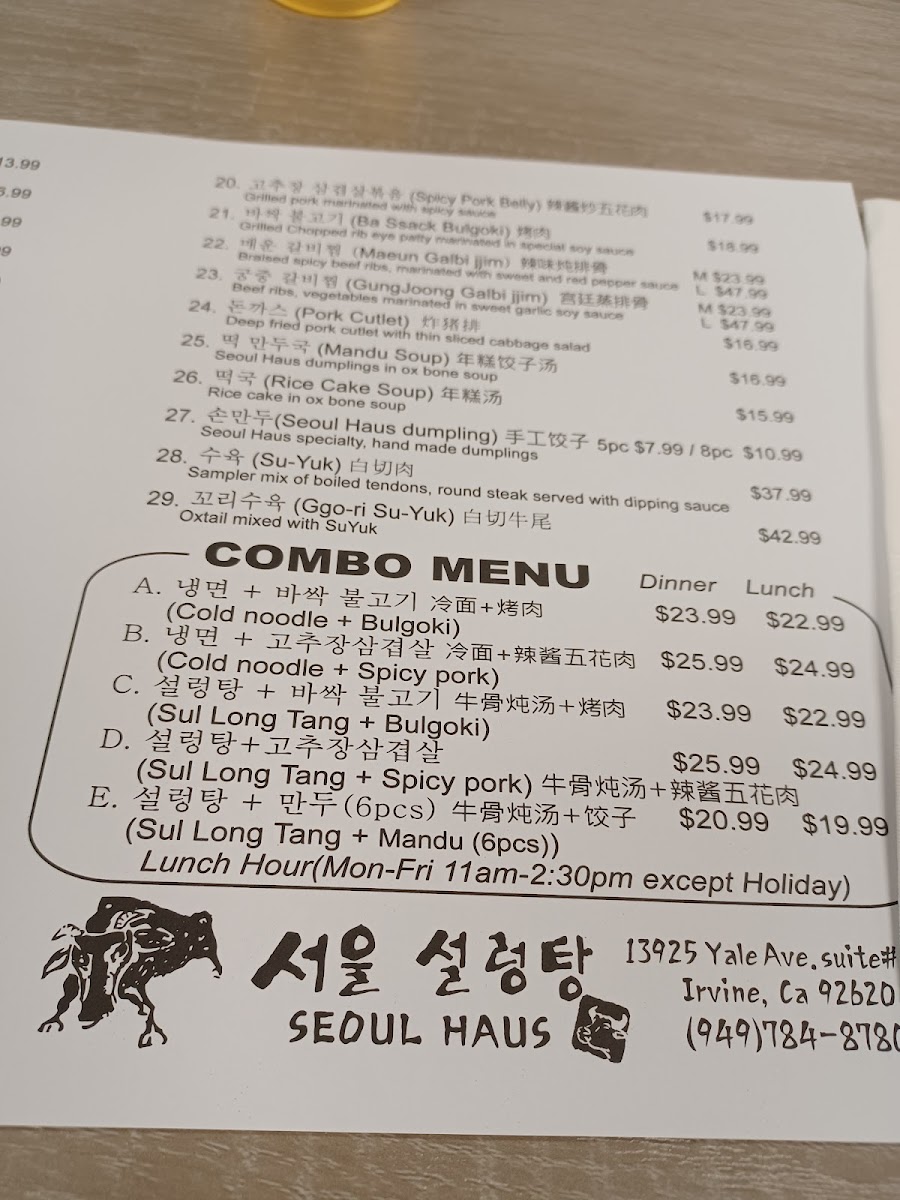 13.99
20. 고추장 삼겹살볶음 (Spicy Pork Belly) 辣醬炒五花肉 $17.99
Grilled pork marinated with spicy sauce
21. 바싹 불고기 (Ba Ssack Bulgoki) 烤肉 $18.99
Grilled Chopped rib eye patty marinated in special soy sauce
22. 매운 갈비찜 (Maeun Galbi jjim) 辣味炖排骨 M $23.99
Braised spicy beef ribs, marinated with sweet and red pepper sauce L $47.99
23. 궁중 갈비찜 (GungJoong Galbi jjim) 宮廷蒸排骨 M $23.99
Beef ribs, vegetables marinated in sweet garlic soy sauce L $47.99
24. 돈까스 (Pork Cutlet) 炸猪排 $16.99
Deep fried pork cutlet with thin sliced cabbage salad
25. 떡 만두국 (Mandu Soup) 年糕饺子汤 $16.99
Seoul Haus dumplings in ox bone soup
26. 떡국 (Rice Cake Soup) 年糕汤 $15.99
Rice cake in ox bone soup
27. 손만두(Seoul Haus dumpling) 手工饺子 5pc $7.99 / 8pc $10.99
Seoul Haus specialty, hand made dumplings
28. 수육 (Su-Yuk) 白切肉 $37.99
Sampler mix of boiled tendons, round steak served with dipping sauce
29. 꼬리수육 (Ggo-ri Su-Yuk) 白切牛尾 $42.99
Oxtail mixed with SuYuk
COMBO MENU Dinner Lunch
A. 냉면 + 바싹 불고기 冷面+烤肉 $23.99 $22.99
(Cold noodle + Bulgoki)
B. 냉면 + 고추장삼겹살 冷面+辣酱五花肉 $25.99 $24.99
(Cold noodle + Spicy pork)
C. 설렁탕 + 바싹 불고기 牛骨炖汤+烤肉 $23.99 $22.99
(Sul Long Tang + Bulgoki)
D. 설렁탕+고추장삼겹살 $25.99 $24.99
(Sul Long Tang + Spicy pork) 牛骨炖汤+辣酱五花肉
E. 설렁탕 + 만두(6pcs) 牛骨炖汤+饺子 $20.99 $19.99
(Sul Long Tang + Mandu (6pcs))
Lunch Hour(Mon-Fri 11am-2:30pm except Holiday)
서울 설렁탕
SEOUL HAUS
13925 Yale Ave.suite#
Irvine, Ca 92620
(949)784-8780